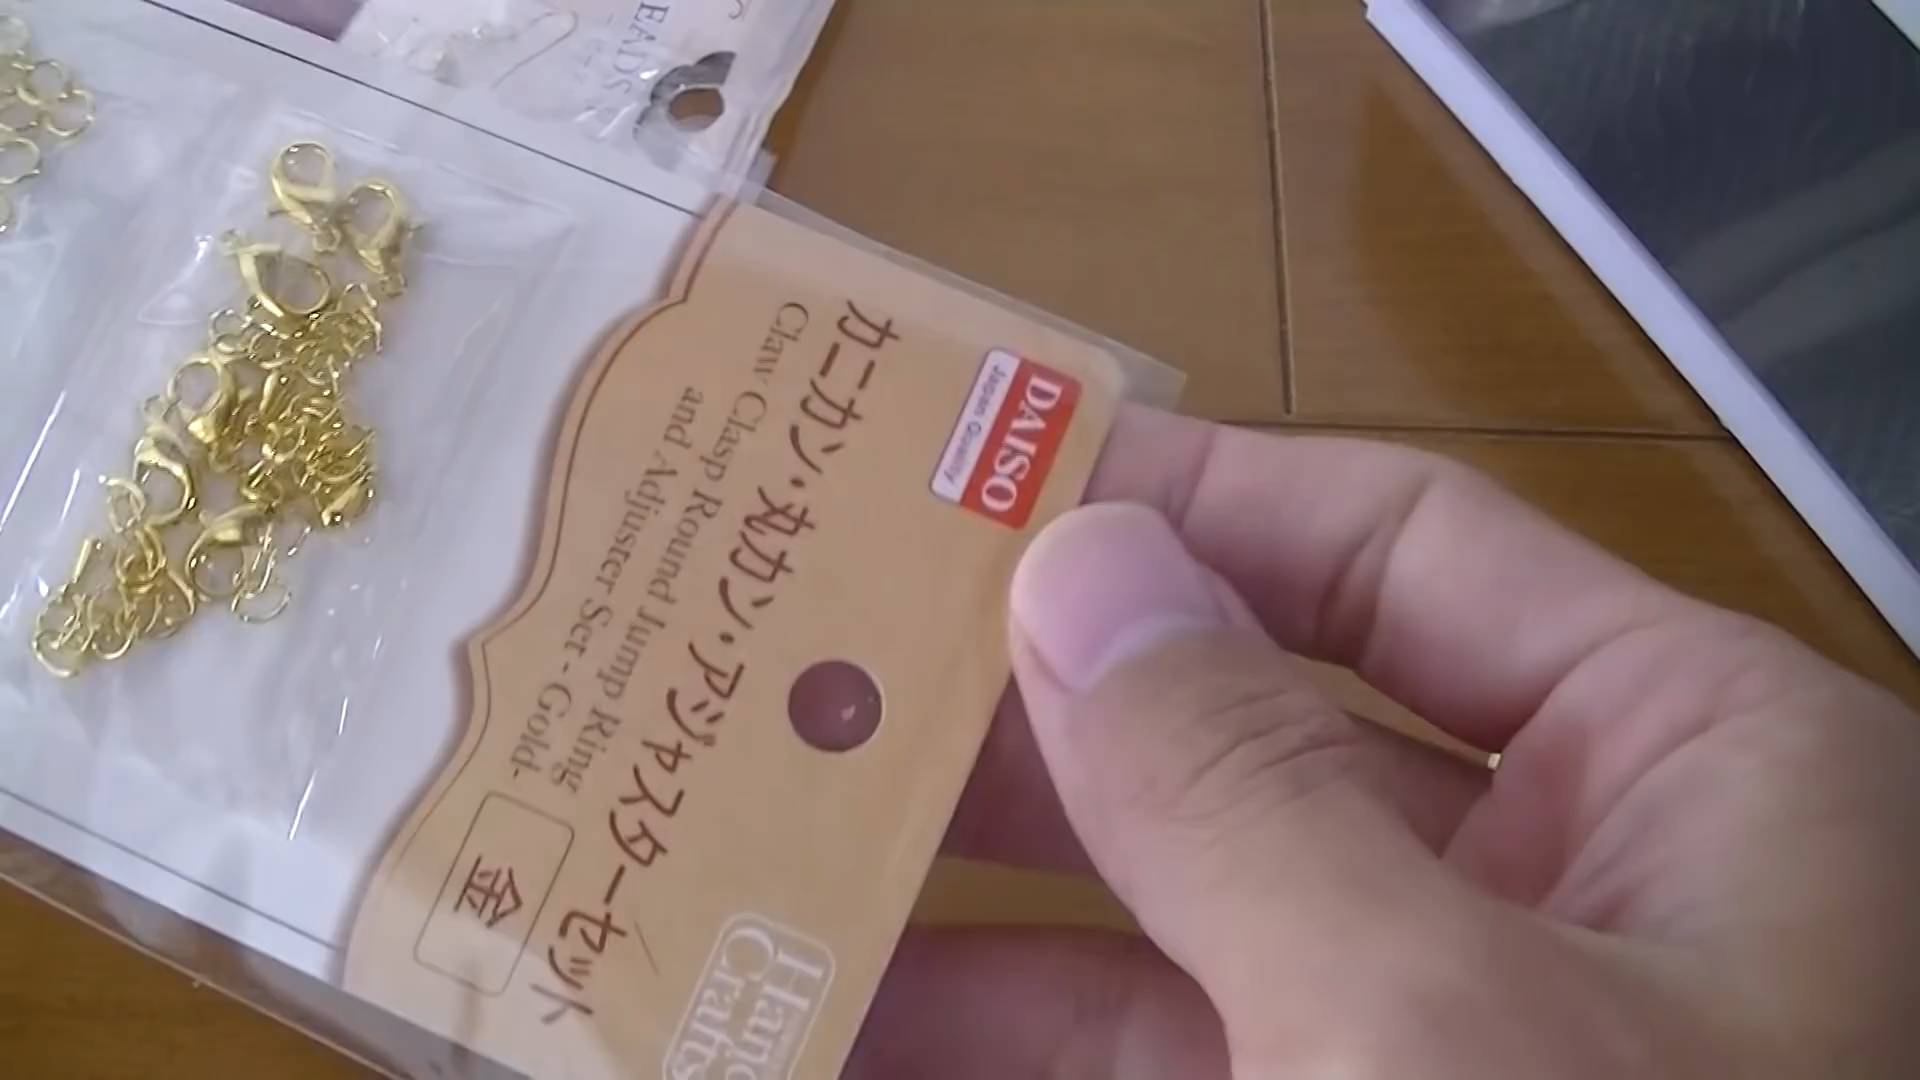 DAISO
Japan Quality
カニカン・丸カン・アジャスターセット
Claw Clasp Round Jump Ring
and Adjuster Set - Gold-
金
Hand
Crafts
EADS